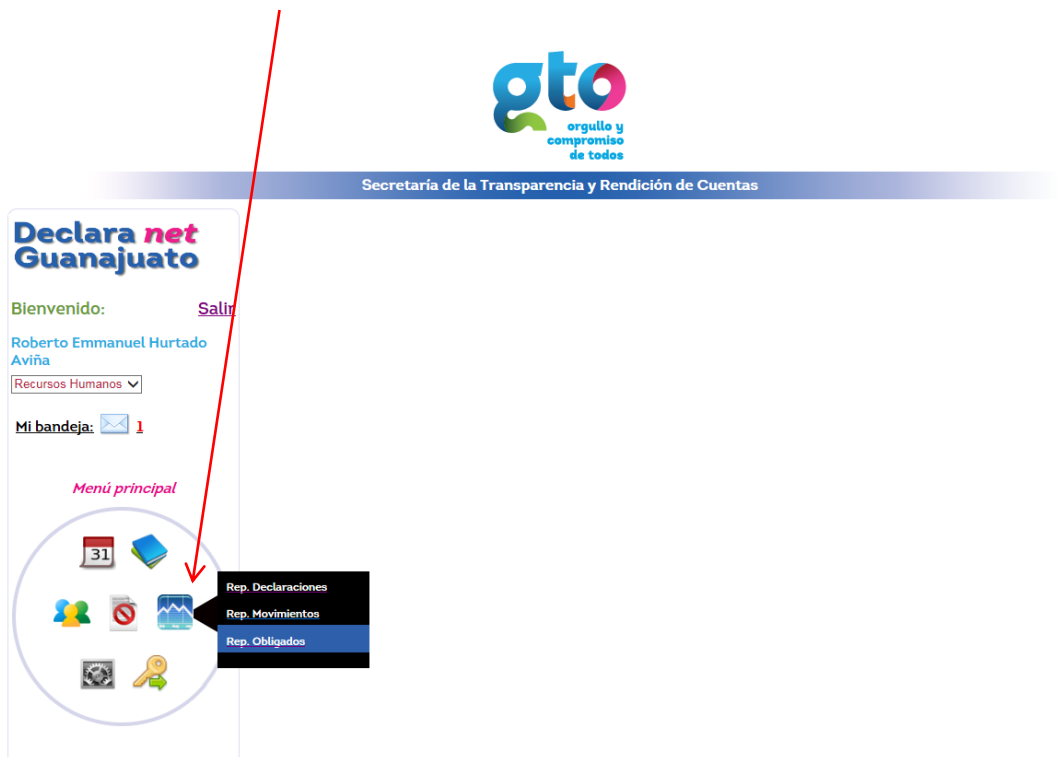 gto
orgullo y
compromiso
de todos
Secretaría de la Transparencia y Rendición de Cuentas
Declara net
Guanajuato
Bienvenido: Salir
Roberto Emmanuel Hurtado
Aviña
Recursos Humanos
Mi bandeja: 1
Menú principal
31
Rep. Declaraciones
Rep. Movimientos
Rep. Obligados